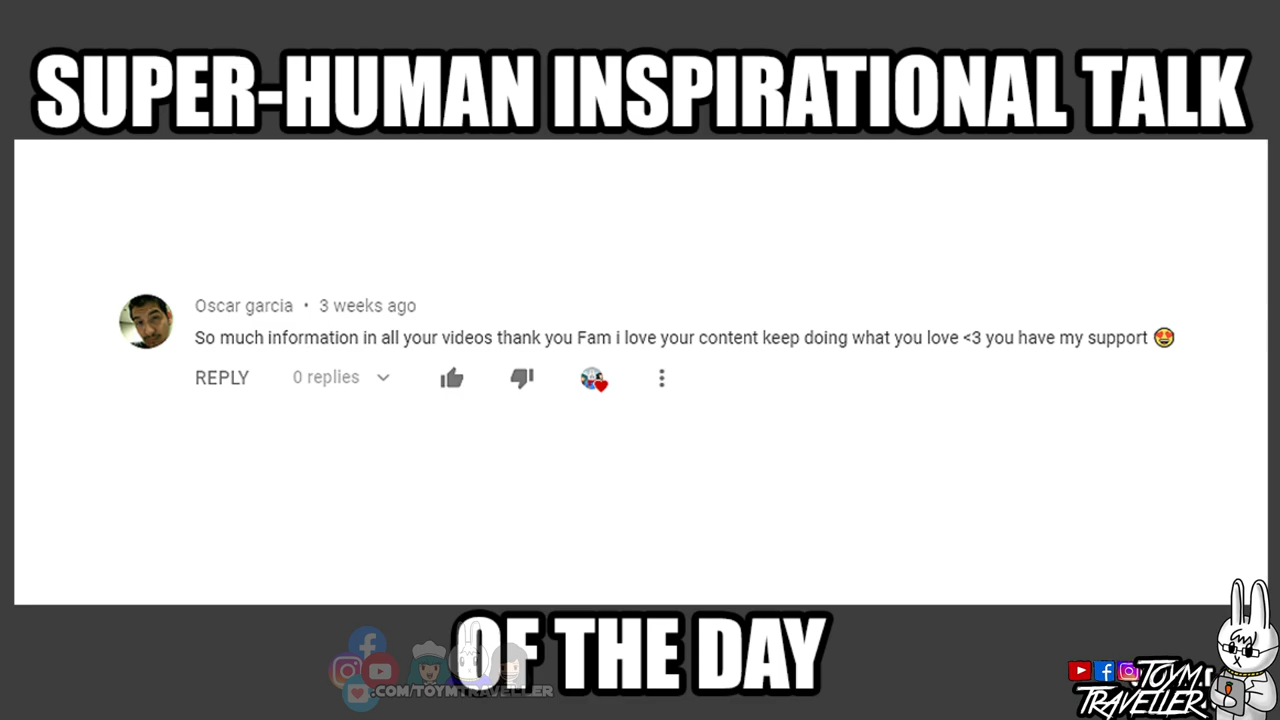 SUPER-HUMAN INSPIRATIONAL TALK
Oscar garcia • 3 weeks ago
So much information in all your videos thank you Fam i love your content keep doing what you love <3 you have my support 😍
REPLY 0 replies
OF THE DAY
.COM/TOYMTRAVELLER
TOYM.
TRAVELLER